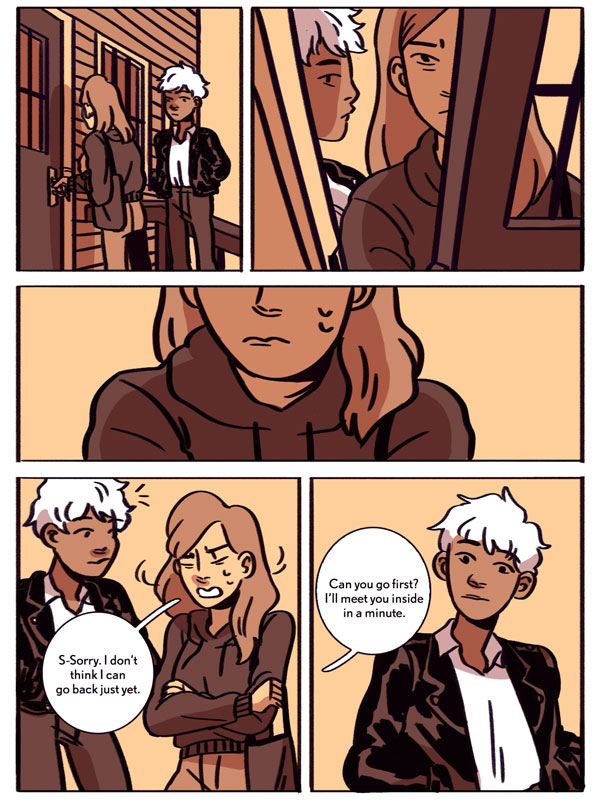 S-Sorry. I don't
think I can
go back just yet.
Can you go first?
I'll meet you inside
in a minute.